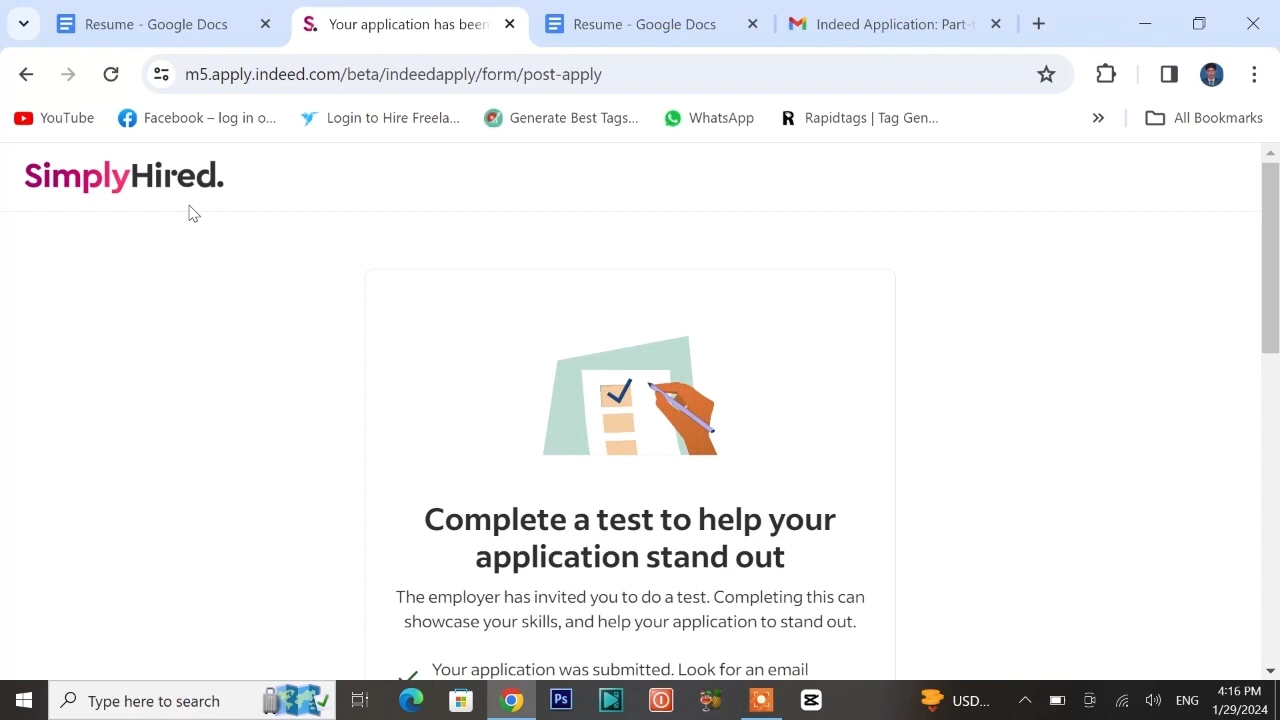 Resume - Google Docs
Your application has been
Resume - Google Docs
Indeed Application: Part-t
m5.apply.indeed.com/beta/indeedapply/form/post-apply
YouTube
Facebook – log in o...
Login to Hire Freela...
Generate Best Tags...
WhatsApp
R
Rapidtags | Tag Gen...
All Bookmarks
SimplyHired.
Complete a test to help your
application stand out
The employer has invited you to do a test. Completing this can
showcase your skills, and help your application to stand out.
Your application was submitted. Look for an email
Type here to search
Ps
USD...
ENG
4:16 PM
1/29/2024